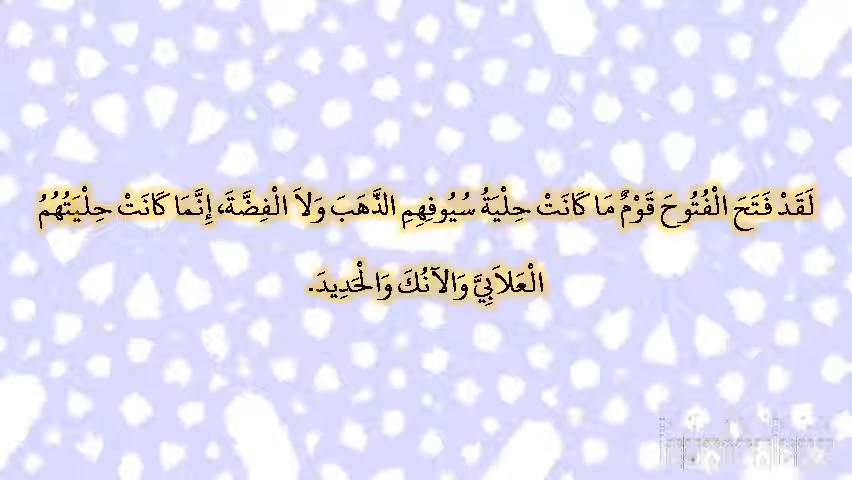 لَقَدْ فَتَحَ الْفُتُوحَ قَوْمٌ مَا كَانَتْ حِلْيَةُ سُيُوفِهِمِ الذَّهَبَ وَلاَ الْفِضَّةَ، إِنَّمَا كَانَتْ حِلْيَتُهُمُ
الْعَلاَبِيَّ وَالآنُكَ وَالْحَدِيدَ.